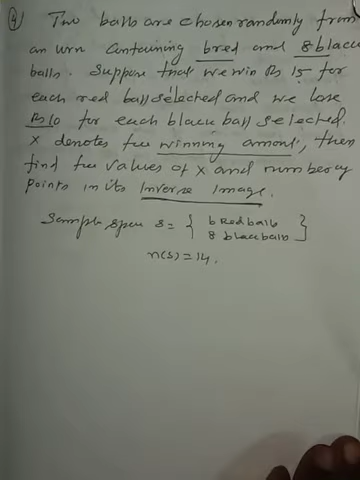 ④ Two balls are chosen randomly from
an urn containing bred and 8 black
balls. Suppose that we win Rs 15 for
each red ball selected and we lose
Rs 10 for each black ball selected.
X denotes the winning amount, then
find the values of X and number of
points in its Inverse Image.
Sample space S = { 6 Red balls
8 black balls }
n(S) = 14.